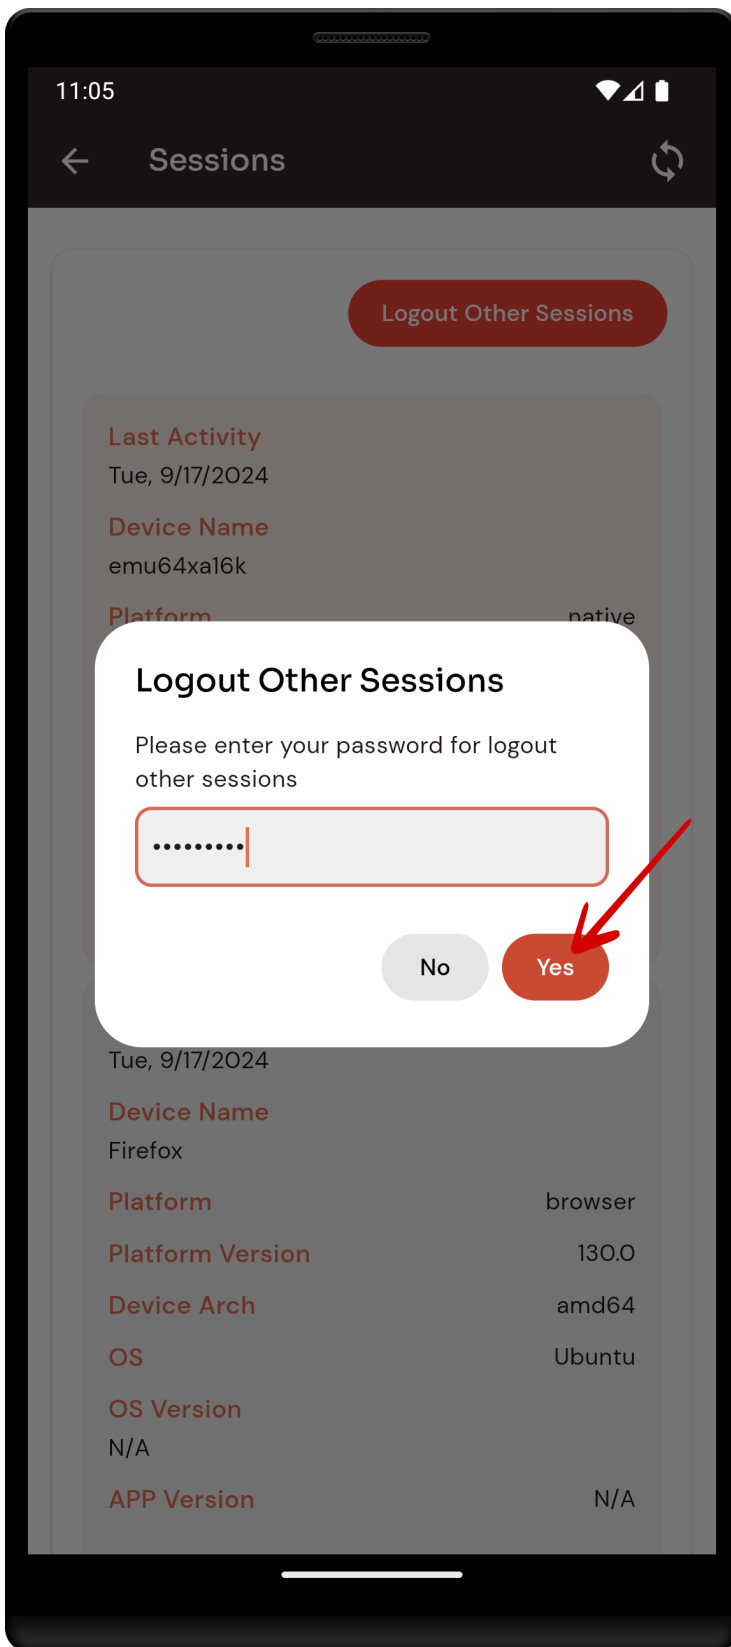 11:05
Sessions
Logout Other Sessions
Last Activity
Tue, 9/17/2024
Device Name
emu64xa16k
Platform native
Logout Other Sessions
Please enter your password for logout
other sessions
•••••••••
No Yes
Tue, 9/17/2024
Device Name
Firefox
Platform browser
Platform Version 130.0
Device Arch amd64
OS Ubuntu
OS Version
N/A
APP Version N/A